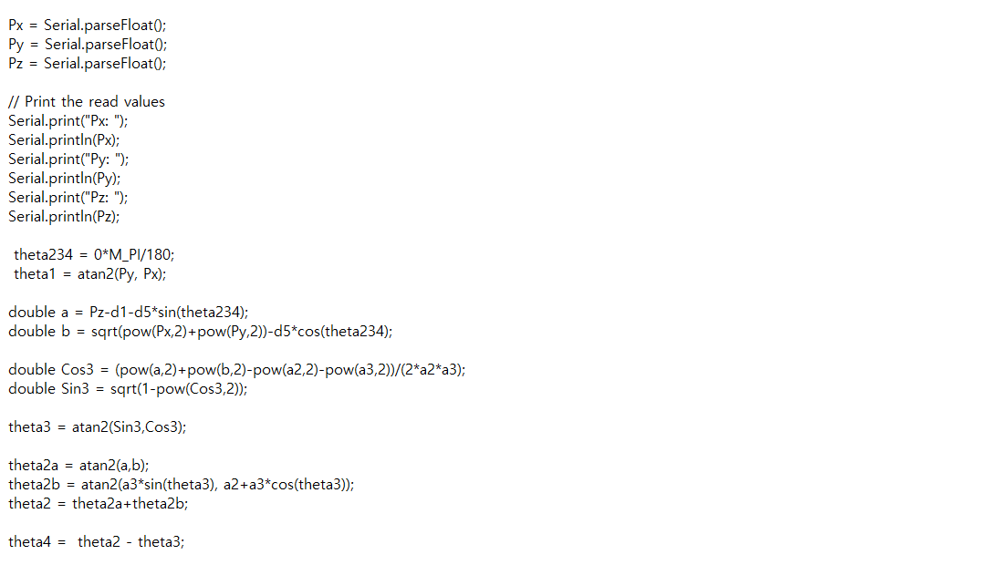 Px = Serial.parseFloat();
Py = Serial.parseFloat();
Pz = Serial.parseFloat();
// Print the read values
Serial.print("Px: ");
Serial.println(Px);
Serial.print("Py: ");
Serial.println(Py);
Serial.print("Pz: ");
Serial.println(Pz);
theta234 = 0*M_PI/180;
theta1 = atan2(Py, Px);
double a = Pz-d1-d5*sin(theta234);
double b = sqrt(pow(Px,2)+pow(Py,2))-d5*cos(theta234);
double Cos3 = (pow(a,2)+pow(b,2)-pow(a2,2)-pow(a3,2))/(2*a2*a3);
double Sin3 = sqrt(1-pow(Cos3,2));
theta3 = atan2(Sin3,Cos3);
theta2a = atan2(a,b);
theta2b = atan2(a3*sin(theta3), a2+a3*cos(theta3));
theta2 = theta2a+theta2b;
theta4 =  theta2 - theta3;